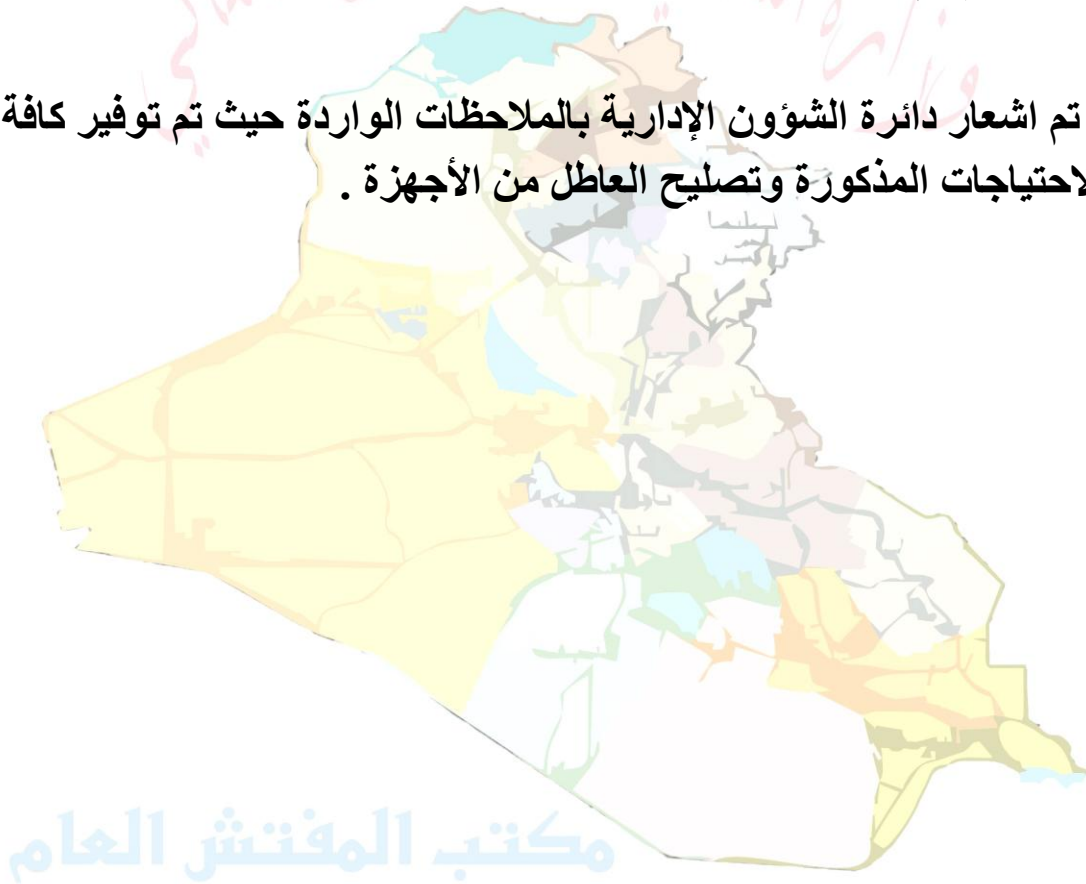 تم اشعار دائرة الشؤون الإدارية بالملاحظات الواردة حيث تم توفير كافة
لاحتياجات المذكورة وتصليح العاطل من الأجهزة .
مكتب المفتش العام